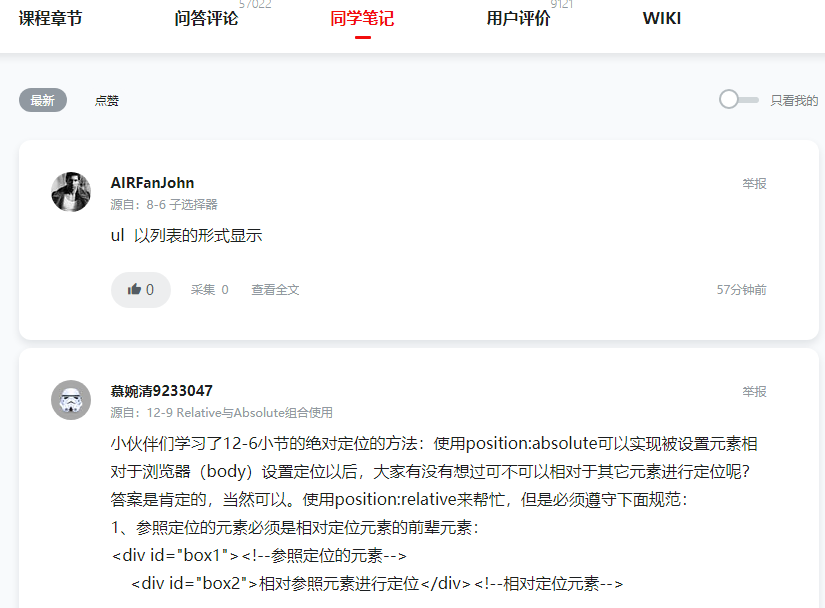 课程章节 问答评论 57022 同学笔记 用户评价 9121 WIKI
最新 点赞 只看我的
AIRFanJohn 举报
源自：8-6 子选择器
ul 以列表的形式显示
0 采集 0 查看全文 57分钟前
慕婉清9233047 举报
源自：12-9 Relative与Absolute组合使用
小伙伴们学习了12-6小节的绝对定位的方法：使用position:absolute可以实现被设置元素相
对于浏览器（body）设置定位以后，大家有没有想过可不可以相对于其它元素进行定位呢？
答案是肯定的，当然可以。使用position:relative来帮忙，但是必须遵守下面规范：
1、参照定位的元素必须是相对定位元素的前辈元素：
<div id="box1"><!--参照定位的元素-->
<div id="box2">相对参照元素进行定位</div><!--相对定位元素-->